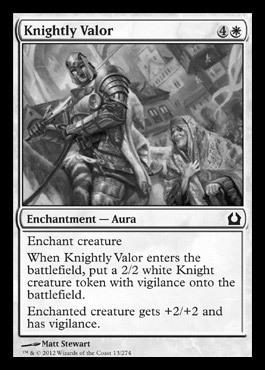 Knightly Valor 4
Enchantment — Aura
Enchant creature
When Knightly Valor enters the
battlefield, put a 2/2 white Knight
creature token with vigilance onto the
battlefield.
Enchanted creature gets +2/+2 and
has vigilance.
Matt Stewart
™ & © 2012 Wizards of the Coast 13/274